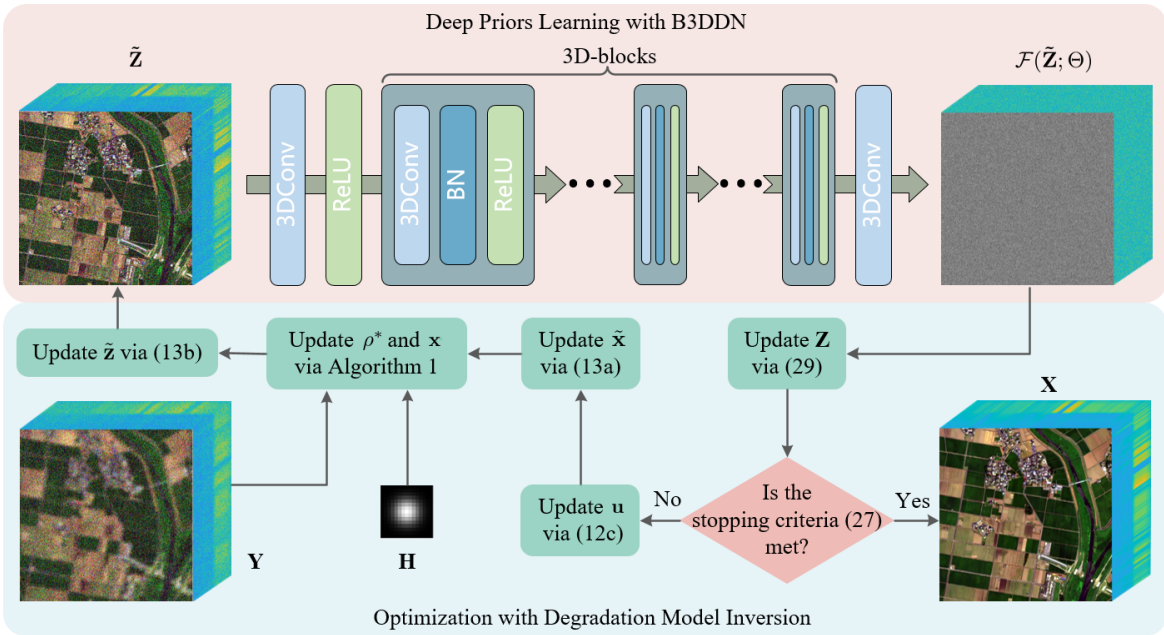 Deep Priors Learning with B3DDN
Z̃
3D-blocks
ℱ(Z̃; Θ)
3DConv
ReLU
3DConv
BN
ReLU
3DConv
Update z̃ via (13b)
Update ρ* and x
via Algorithm 1
Update x̃
via (13a)
Update Z
via (29)
X
Y
H
Update u
via (12c)
No
Is the
stopping criteria (27)
met?
Yes
Optimization with Degradation Model Inversion